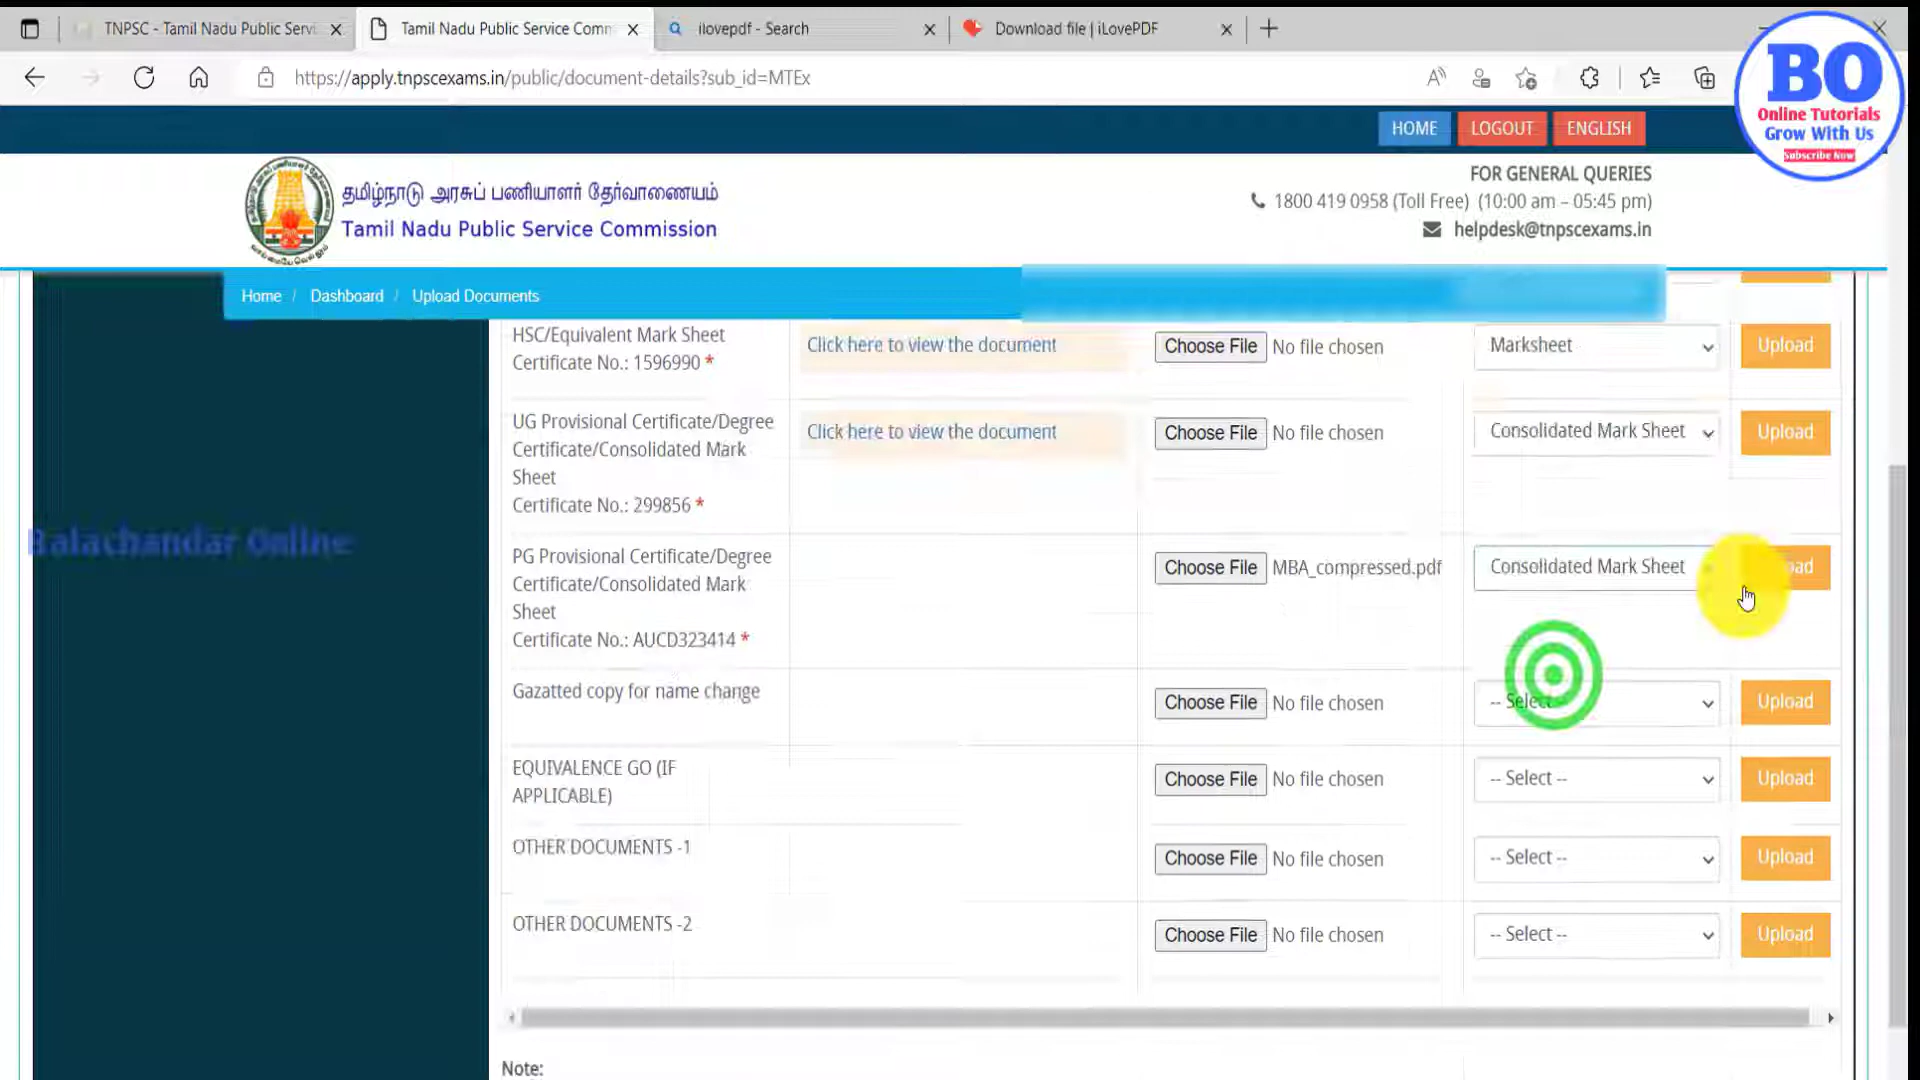 TNPSC - Tamil Nadu Public Servi
Tamil Nadu Public Service Comm
ilovepdf - Search
Download file | iLovePDF
https://apply.tnpscexams.in/public/document-details?sub_id=MTEx
BO
Online Tutorials
Grow With Us
Subscribe Now
HOME
LOGOUT
ENGLISH
தமிழ்நாடு அரசுப் பணியாளர் தேர்வாணையம்
Tamil Nadu Public Service Commission
FOR GENERAL QUERIES
1800 419 0958 (Toll Free) (10:00 am – 05:45 pm)
helpdesk@tnpscexams.in
Home / Dashboard / Upload Documents
HSC/Equivalent Mark Sheet
Certificate No.: 1596990 *
Click here to view the document
Choose File No file chosen
Marksheet
Upload
UG Provisional Certificate/Degree
Certificate/Consolidated Mark
Sheet
Certificate No.: 299856 *
Click here to view the document
Choose File No file chosen
Consolidated Mark Sheet
Upload
Balachandar Online
PG Provisional Certificate/Degree
Certificate/Consolidated Mark
Sheet
Certificate No.: AUCD323414 *
Choose File MBA_compressed.pdf
Consolidated Mark Sheet
Gazatted copy for name change
Choose File No file chosen
-- Select --
Upload
EQUIVALENCE GO (IF
APPLICABLE)
Choose File No file chosen
-- Select --
Upload
OTHER DOCUMENTS -1
Choose File No file chosen
-- Select --
Upload
OTHER DOCUMENTS -2
Choose File No file chosen
-- Select --
Upload
Note: